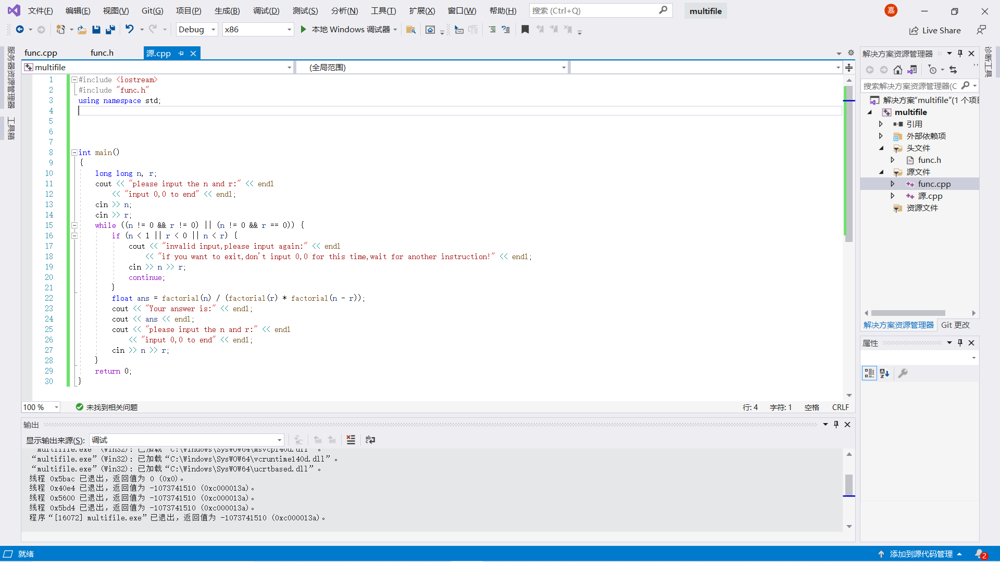 文件(F) 编辑(E) 视图(V) Git(G) 项目(P) 生成(B) 调试(D) 测试(S) 分析(N) 工具(T) 扩展(X) 窗口(W) 帮助(H) 搜索 (Ctrl+Q) multifile 嘉
Debug x86 本地 Windows 调试器 Live Share
服务器资源管理器
工具箱
func.cpp func.h 源.cpp
multifile (全局范围)
1 #include <iostream>
2 #include "func.h"
3 using namespace std;
4
5
6
7
8 int main()
9 {
10 long long n, r;
11 cout << "please input the n and r:" << endl
12 << "input 0,0 to end" << endl;
13 cin >> n;
14 cin >> r;
15 while ((n != 0 && r != 0) || (n != 0 && r == 0)) {
16 if (n < 1 || r < 0 || n < r) {
17 cout << "invalid input,please input again:" << endl
18 << "if you want to exit,don't input 0,0 for this time,wait for another instruction!" << endl;
19 cin >> n >> r;
20 continue;
21 }
22 float ans = factorial(n) / (factorial(r) * factorial(n - r));
23 cout << "Your answer is:" << endl;
24 cout << ans << endl;
25 cout << "please input the n and r:" << endl
26 << "input 0,0 to end" << endl;
27 cin >> n >> r;
28 }
29 return 0;
30 }
100 % 未找到相关问题 行: 4 字符: 1 空格 CRLF
输出
显示输出来源(S): 调试
“multifile.exe”(Win32): 已加载“C:\Windows\SysWOW64\msvcp140d.dll”。
“multifile.exe”(Win32): 已加载“C:\Windows\SysWOW64\vcruntime140d.dll”。
“multifile.exe”(Win32): 已加载“C:\Windows\SysWOW64\ucrtbased.dll”。
线程 0x5bac 已退出，返回值为 0 (0x0)。
线程 0x40e4 已退出，返回值为 -1073741510 (0xc000013a)。
线程 0x5600 已退出，返回值为 -1073741510 (0xc000013a)。
线程 0x5bd4 已退出，返回值为 -1073741510 (0xc000013a)。
程序“[16072] multifile.exe”已退出，返回值为 -1073741510 (0xc000013a)。
解决方案资源管理器
搜索解决方案资源管理器(C
解决方案“multifile”(1 个项目
multifile
引用
外部依赖项
头文件
func.h
源文件
func.cpp
源.cpp
资源文件
解决方案资源管理器 Git 更改
属性
诊断工具
就绪 添加到源代码管理 2